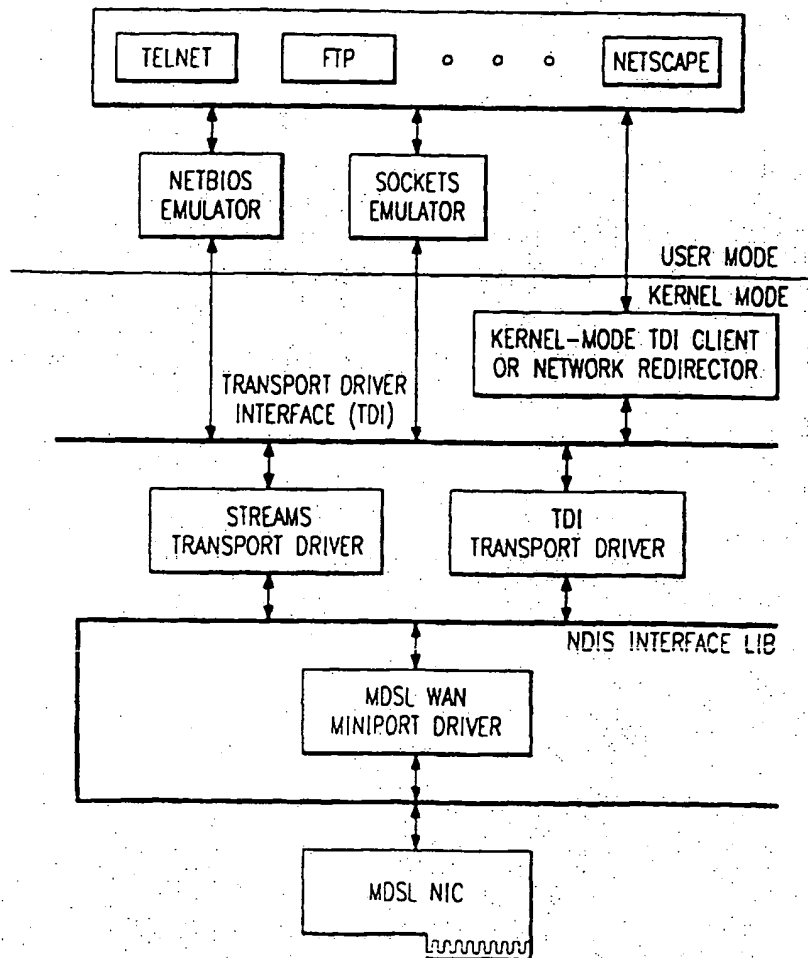 TELNET
FTP
NETSCAPE
NETBIOS
EMULATOR
SOCKETS
EMULATOR
USER MODE
KERNEL MODE
KERNEL-MODE TDI CLIENT
OR NETWORK REDIRECTOR
TRANSPORT DRIVER
INTERFACE (TDI)
STREAMS
TRANSPORT DRIVER
TDI
TRANSPORT DRIVER
NDIS INTERFACE LIB
MDSL WAN
MINIPORT DRIVER
MDSL NIC